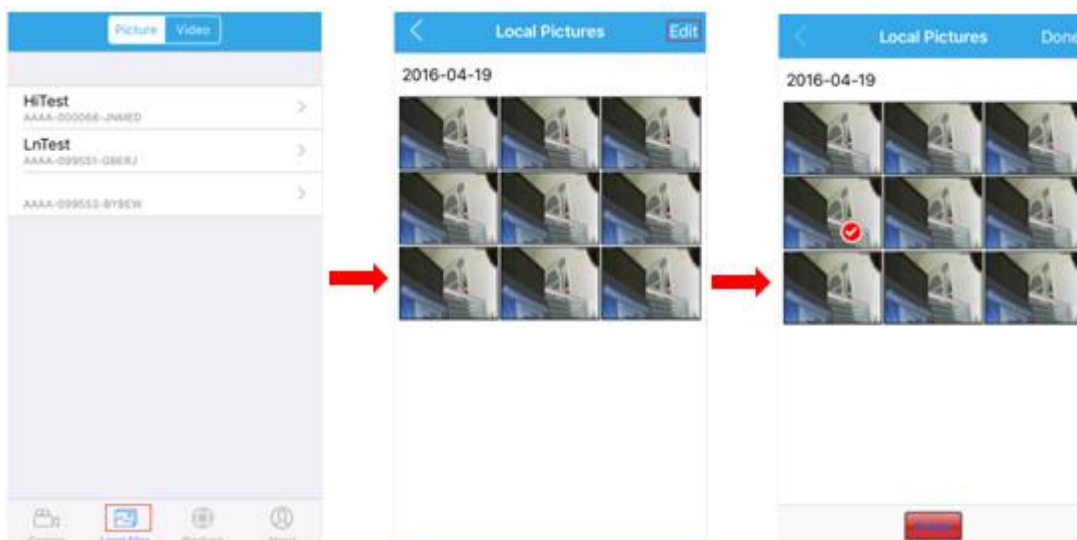 Picture Video
HiTest
AAAA-000066-JNMED
LnTest
AAAA-099551-GBERJ
AAAA-099553-BYBEW
Local Pictures Edit
2016-04-19
Local Pictures Done
2016-04-19